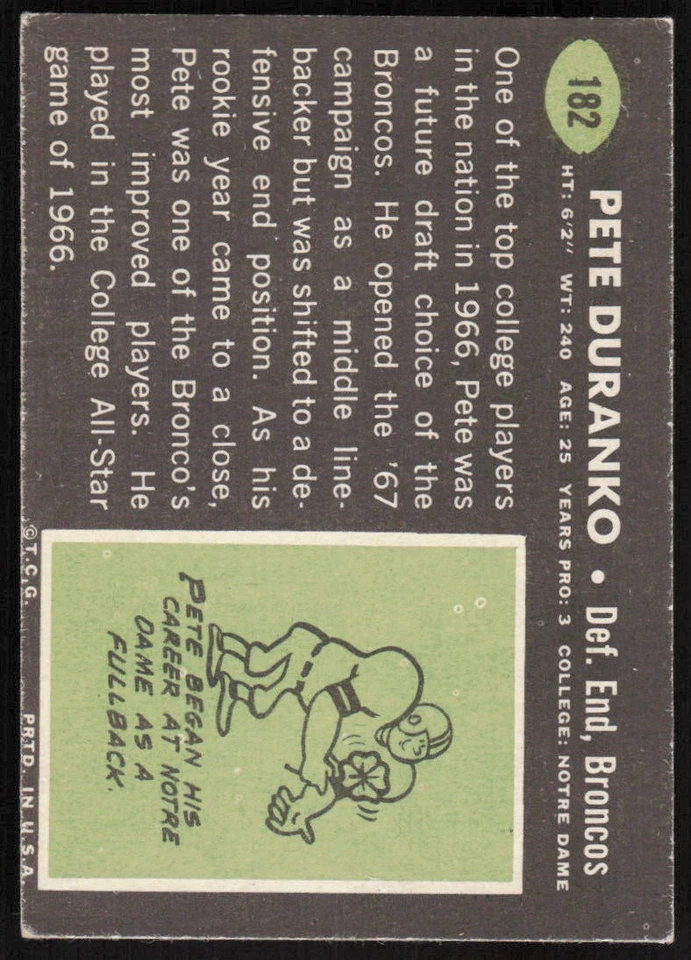 182
PETE DURANKO • Def. End, Broncos
HT: 6'2" WT: 240 AGE: 25 YEARS PRO: 3 COLLEGE: NOTRE DAME
One of the top college players
in the nation in 1966, Pete was
a future draft choice of the
Broncos. He opened the '67
campaign as a middle line-
backer but was shifted to a de-
fensive end position. As his
rookie year came to a close,
Pete was one of the Bronco's
most improved players. He
played in the College All-Star
game of 1966.
PETE BEGAN HIS
CAREER AT NOTRE
DAME AS A
FULLBACK.
©T.C.G. PRTD. IN U.S.A.